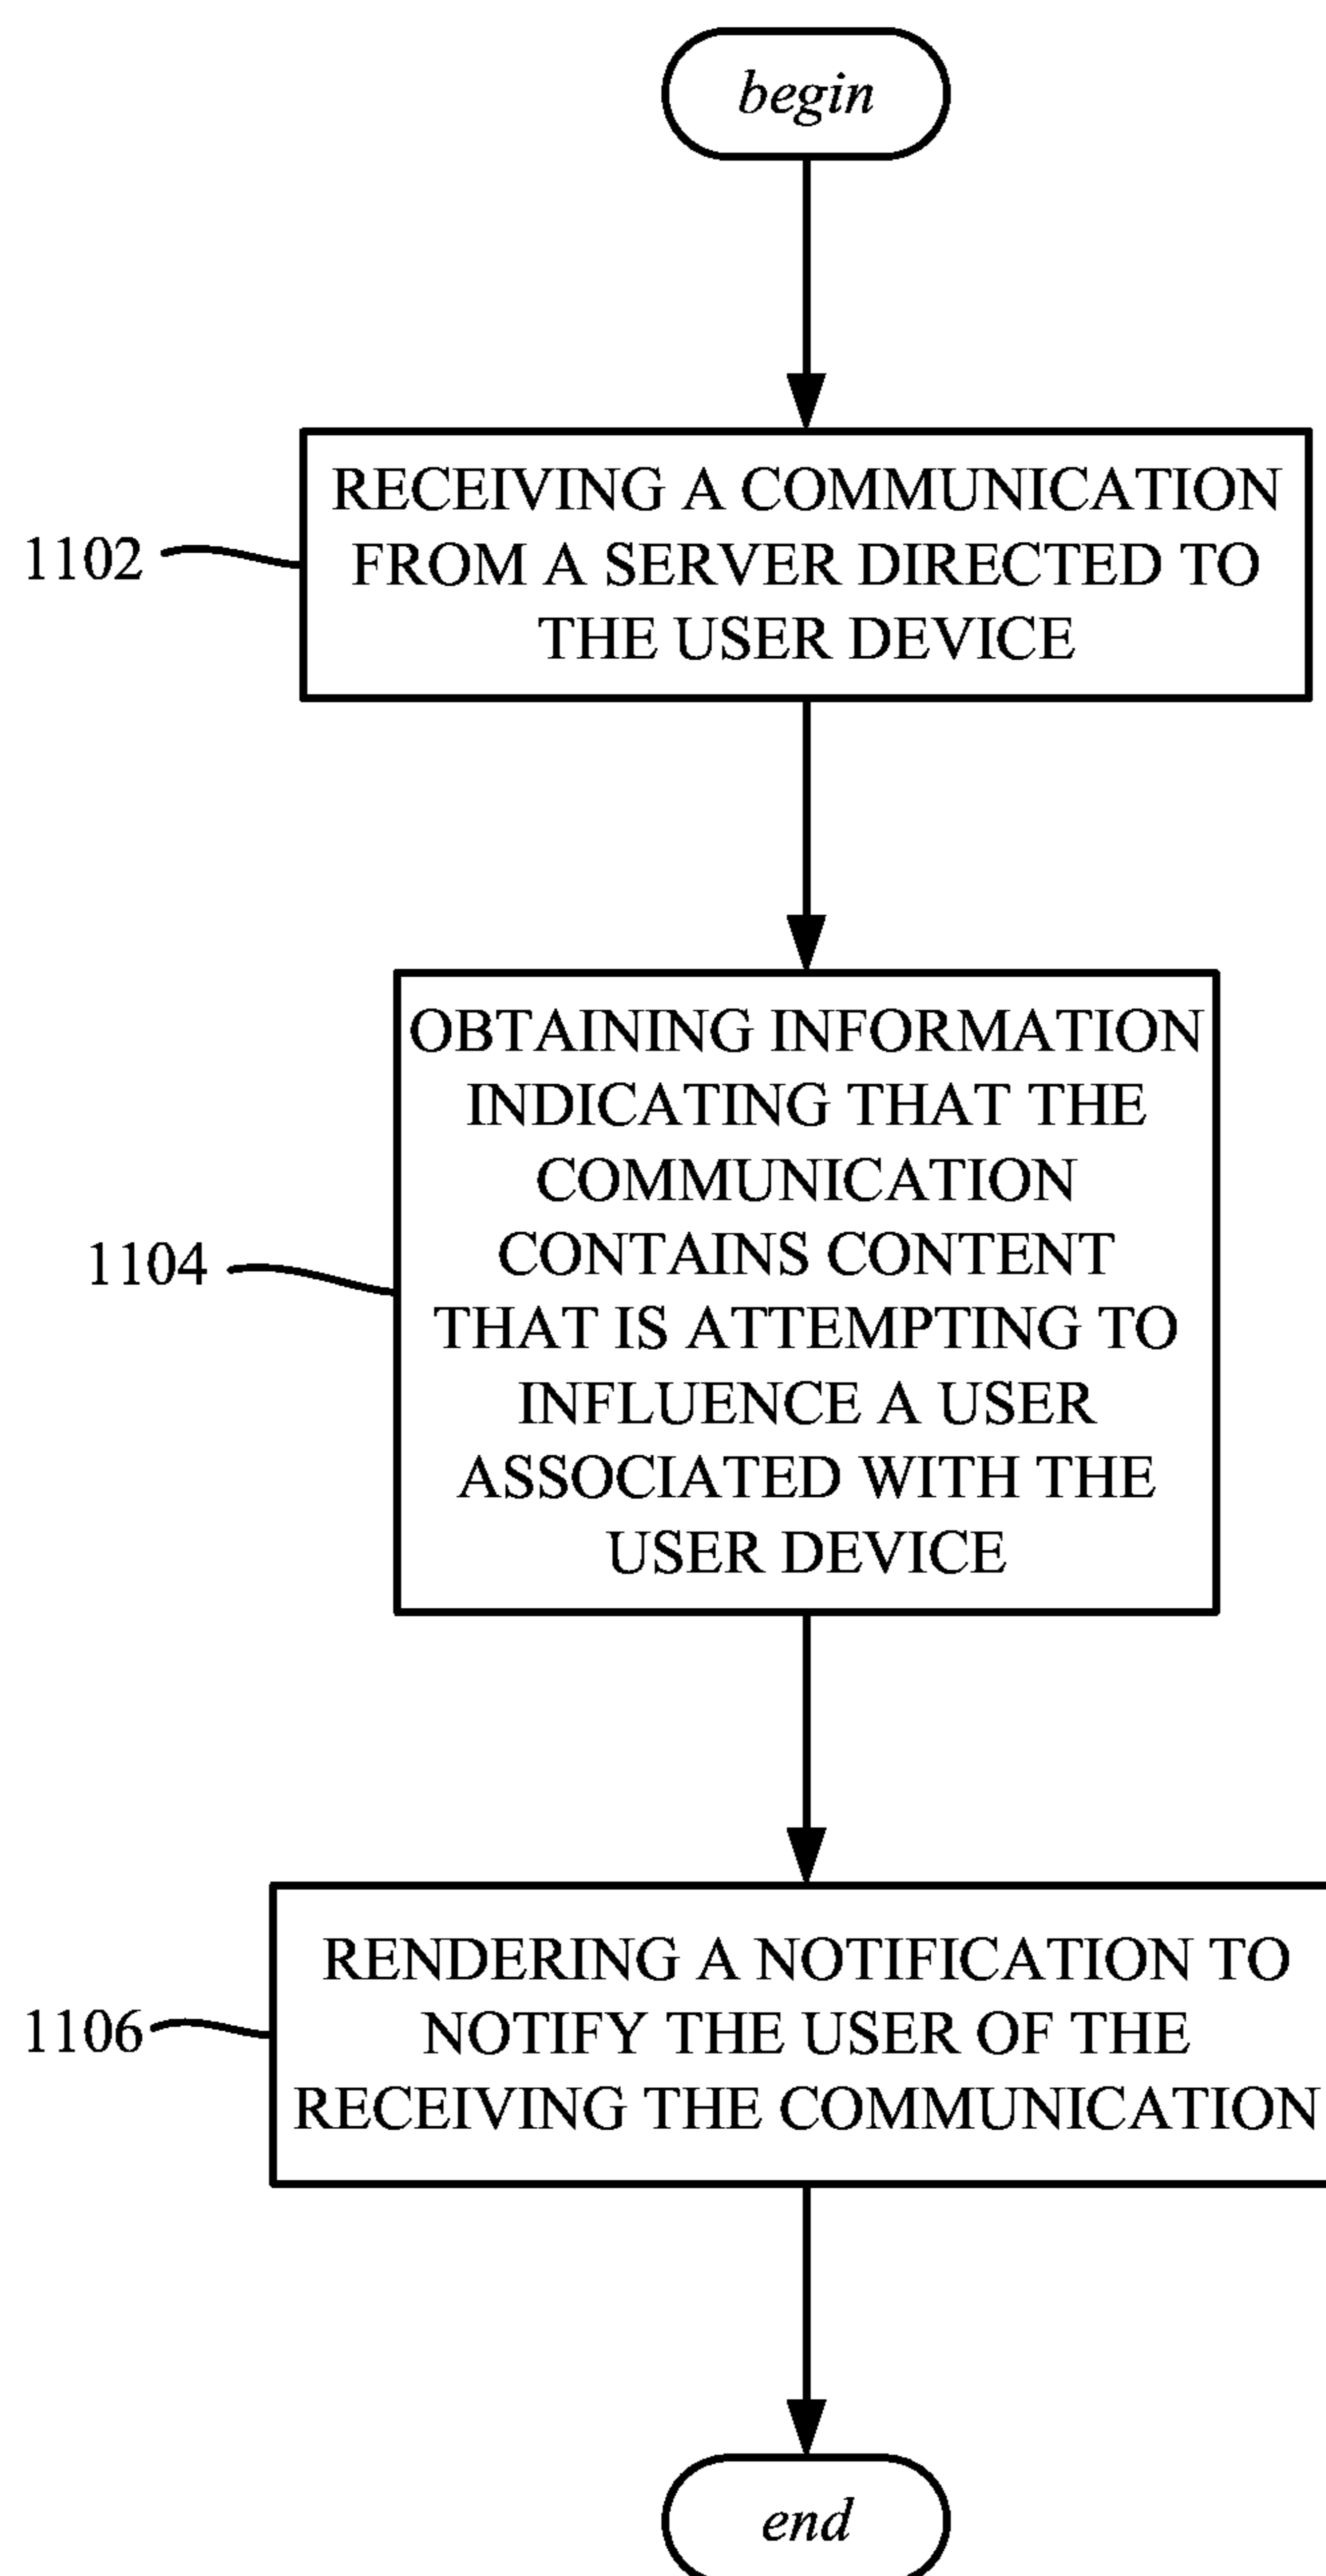 begin
1102
RECEIVING A COMMUNICATION
FROM A SERVER DIRECTED TO
THE USER DEVICE
1104
OBTAINING INFORMATION
INDICATING THAT THE
COMMUNICATION
CONTAINS CONTENT
THAT IS ATTEMPTING TO
INFLUENCE A USER
ASSOCIATED WITH THE
USER DEVICE
1106
RENDERING A NOTIFICATION TO
NOTIFY THE USER OF THE
RECEIVING THE COMMUNICATION
end